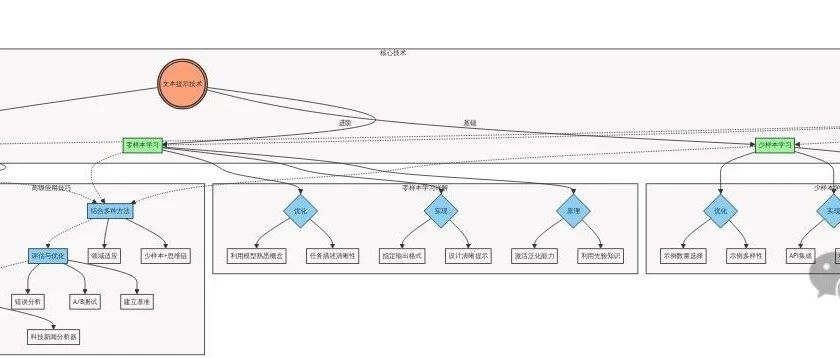 核心技术
文本提示技术
进阶
基础
零样本学习
少样本学习
高级应用技巧
零样本学习详解
少样本学
结合多种方法
优化
实现
原理
优化
实现
评估与优化
领域适应
少样本+思维链
利用模型熟悉概念
任务描述清晰性
指定输出格式
设计清晰提示
激活泛化能力
利用先验知识
示例数量选择
示例多样性
API集成
错误分析
A/B测试
建立基准
科技新闻分析器